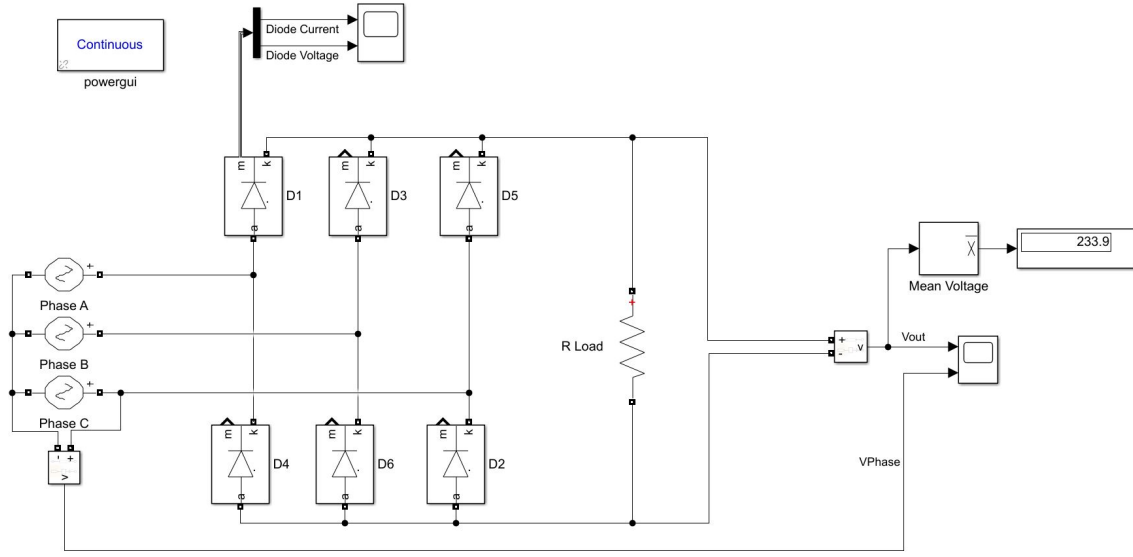 Diode Current
Diode Voltage
Continuous
powergui
m
k
a
D1
m
k
a
D3
m
k
a
D5
+
Phase A
+
Phase B
+
Phase C
- +
v
m
k
a
D4
m
k
a
D6
m
k
a
D2
+
R Load
+
-
v
Vout
VPhase
X
Mean Voltage
233.9